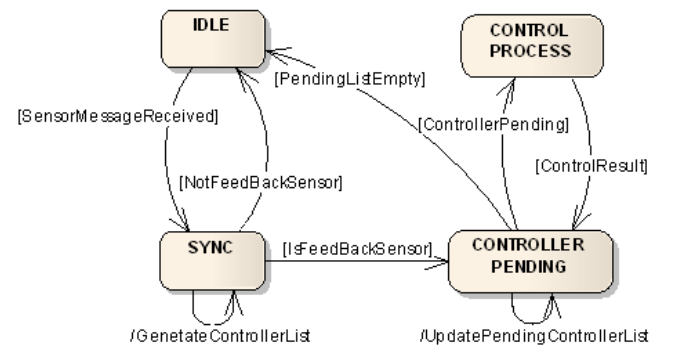 IDLE
CONTROL
PROCESS
[PendingListEmpty]
[SensorMessageReceived]
[ControllerPending]
[ControlResult]
[NotFeedBackSensor]
SYNC
[IsFeedBackSensor]
CONTROLLER
PENDING
/GenetateControllerList
/UpdatePendingControllerList